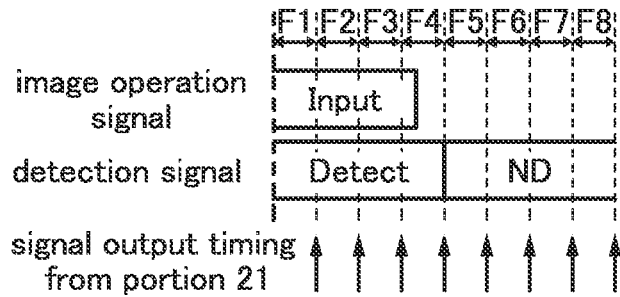 F1 F2 F3 F4 F5 F6 F7 F8
image operation
signal
Input
detection signal
Detect
ND
signal output timing
from portion 21